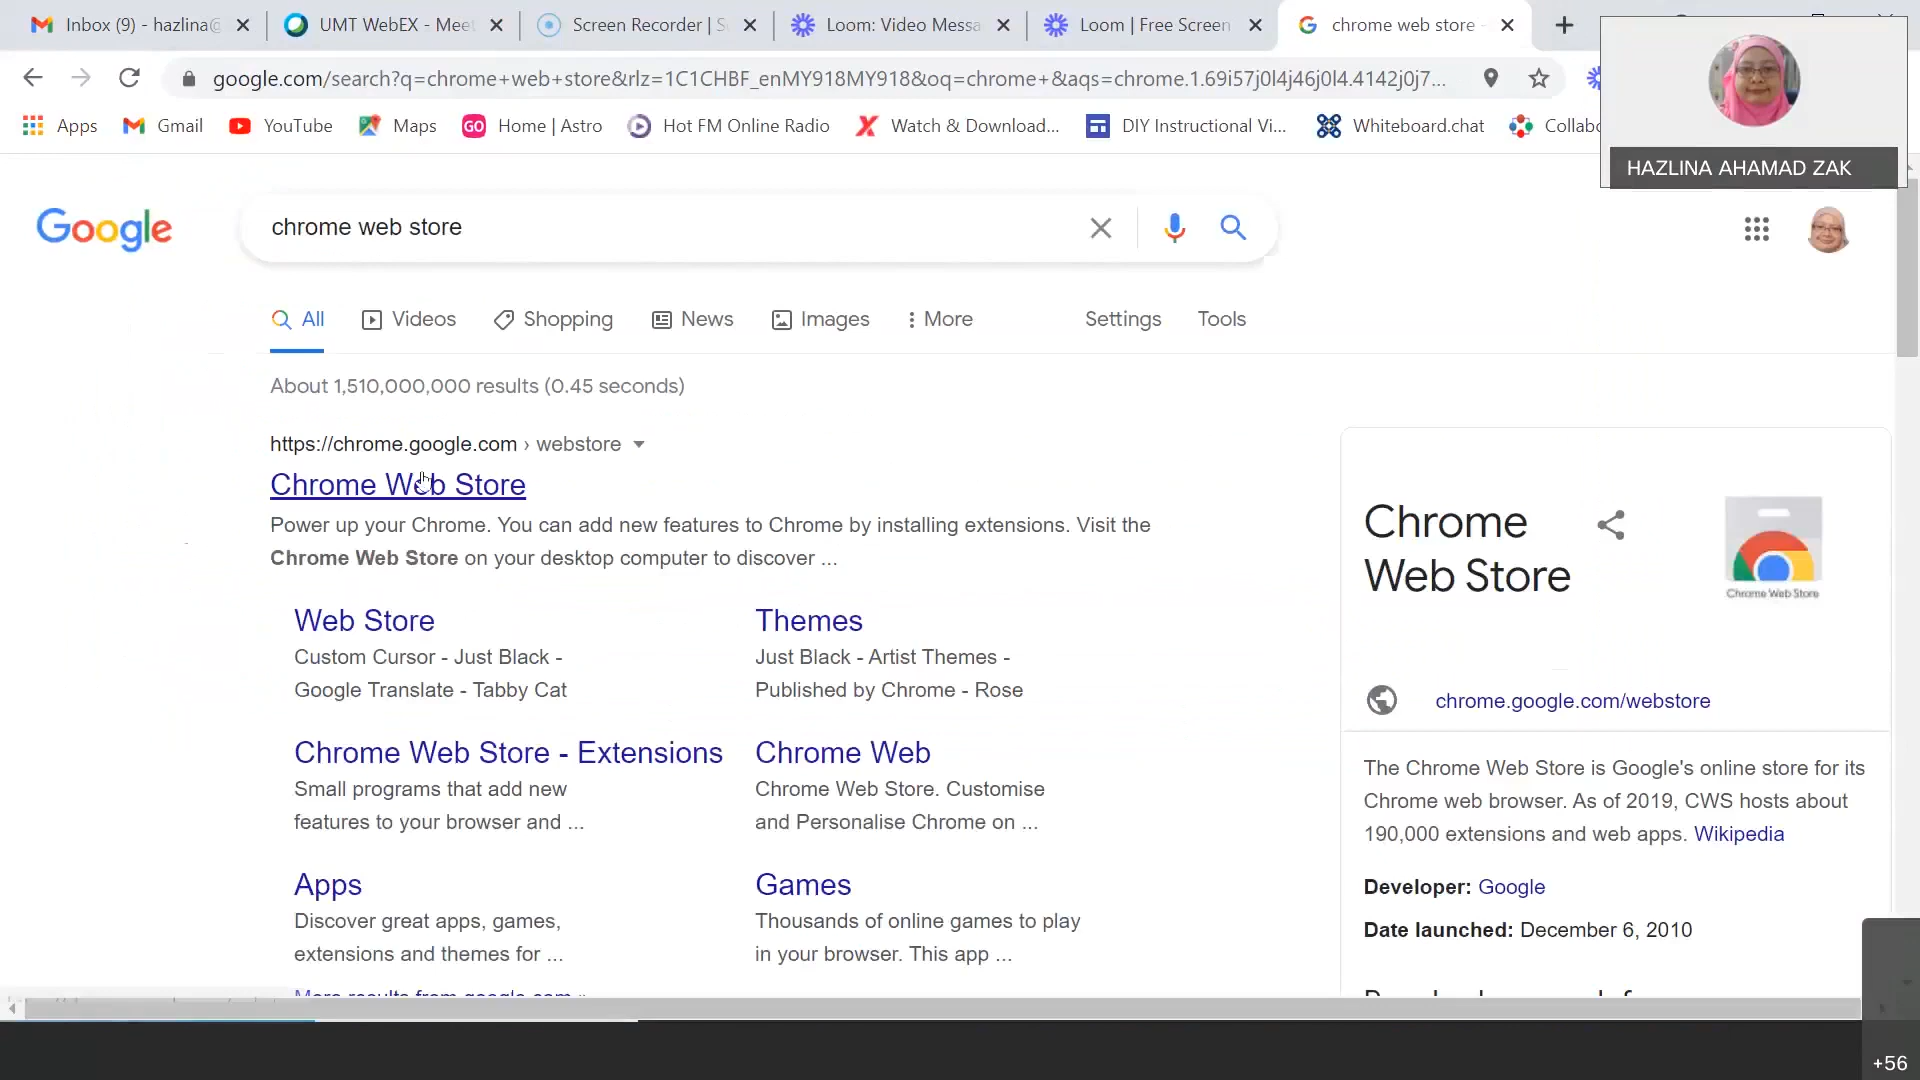 Inbox (9) - hazlina@
UMT WebEX - Meet
Screen Recorder | S
Loom: Video Messa
Loom | Free Screen
chrome web store -
google.com/search?q=chrome+web+store&rlz=1C1CHBF_enMY918MY918&oq=chrome+&aqs=chrome.1.69i57j0l4j46j0l4.4142j0j7...
Apps
Gmail
YouTube
Maps
GO
Home | Astro
Hot FM Online Radio
Watch & Download...
DIY Instructional Vi...
Whiteboard.chat
Collabo
HAZLINA AHAMAD ZAK
Google
chrome web store
All
Videos
Shopping
News
Images
More
Settings
Tools
About 1,510,000,000 results (0.45 seconds)
https://chrome.google.com › webstore
Chrome Web Store
Power up your Chrome. You can add new features to Chrome by installing extensions. Visit the
Chrome Web Store on your desktop computer to discover ...
Web Store
Custom Cursor - Just Black -
Google Translate - Tabby Cat
Themes
Just Black - Artist Themes -
Published by Chrome - Rose
Chrome Web Store - Extensions
Small programs that add new
features to your browser and ...
Chrome Web
Chrome Web Store. Customise
and Personalise Chrome on ...
Apps
Discover great apps, games,
extensions and themes for ...
Games
Thousands of online games to play
in your browser. This app ...
More results from google.com »
Chrome
Web Store
Chrome Web Store
chrome.google.com/webstore
The Chrome Web Store is Google's online store for its
Chrome web browser. As of 2019, CWS hosts about
190,000 extensions and web apps. Wikipedia
Developer: Google
Date launched: December 6, 2010
+56